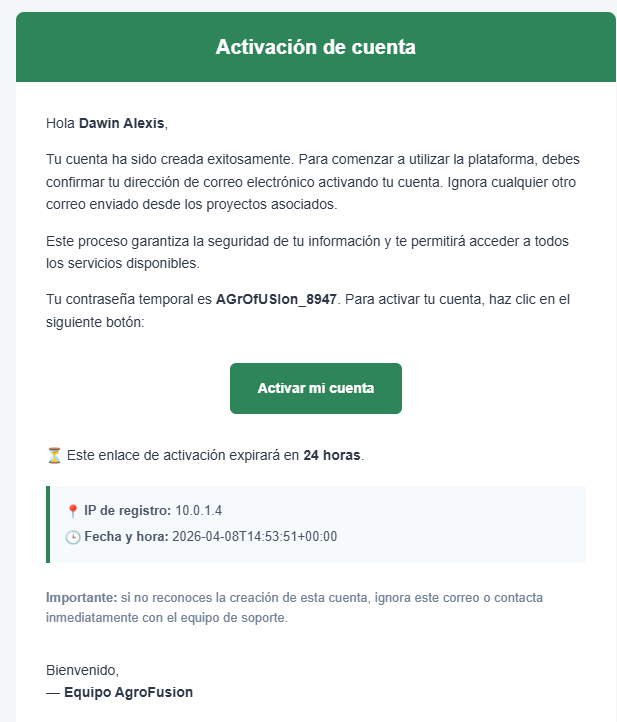 Activación de cuenta
Hola Dawin Alexis,
Tu cuenta ha sido creada exitosamente. Para comenzar a utilizar la plataforma, debes
confirmar tu dirección de correo electrónico activando tu cuenta. Ignora cualquier otro
correo enviado desde los proyectos asociados.
Este proceso garantiza la seguridad de tu información y te permitirá acceder a todos
los servicios disponibles.
Tu contraseña temporal es AGrOfUSIon_8947. Para activar tu cuenta, haz clic en el
siguiente botón:
Activar mi cuenta
⏳ Este enlace de activación expirará en 24 horas.
📍 IP de registro: 10.0.1.4
🕒 Fecha y hora: 2026-04-08T14:53:51+00:00
Importante: si no reconoces la creación de esta cuenta, ignora este correo o contacta
inmediatamente con el equipo de soporte.
Bienvenido,
— Equipo AgroFusion